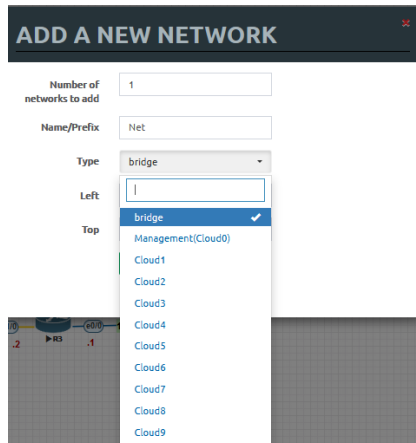 ADD A NEW NETWORK
Number of
networks to add
1
Name/Prefix
Net
Type
bridge
Left
Top
bridge
Management(Cloud0)
Cloud1
Cloud2
Cloud3
Cloud4
Cloud5
Cloud6
Cloud7
Cloud8
Cloud9
e0/0
R3
.2
.1